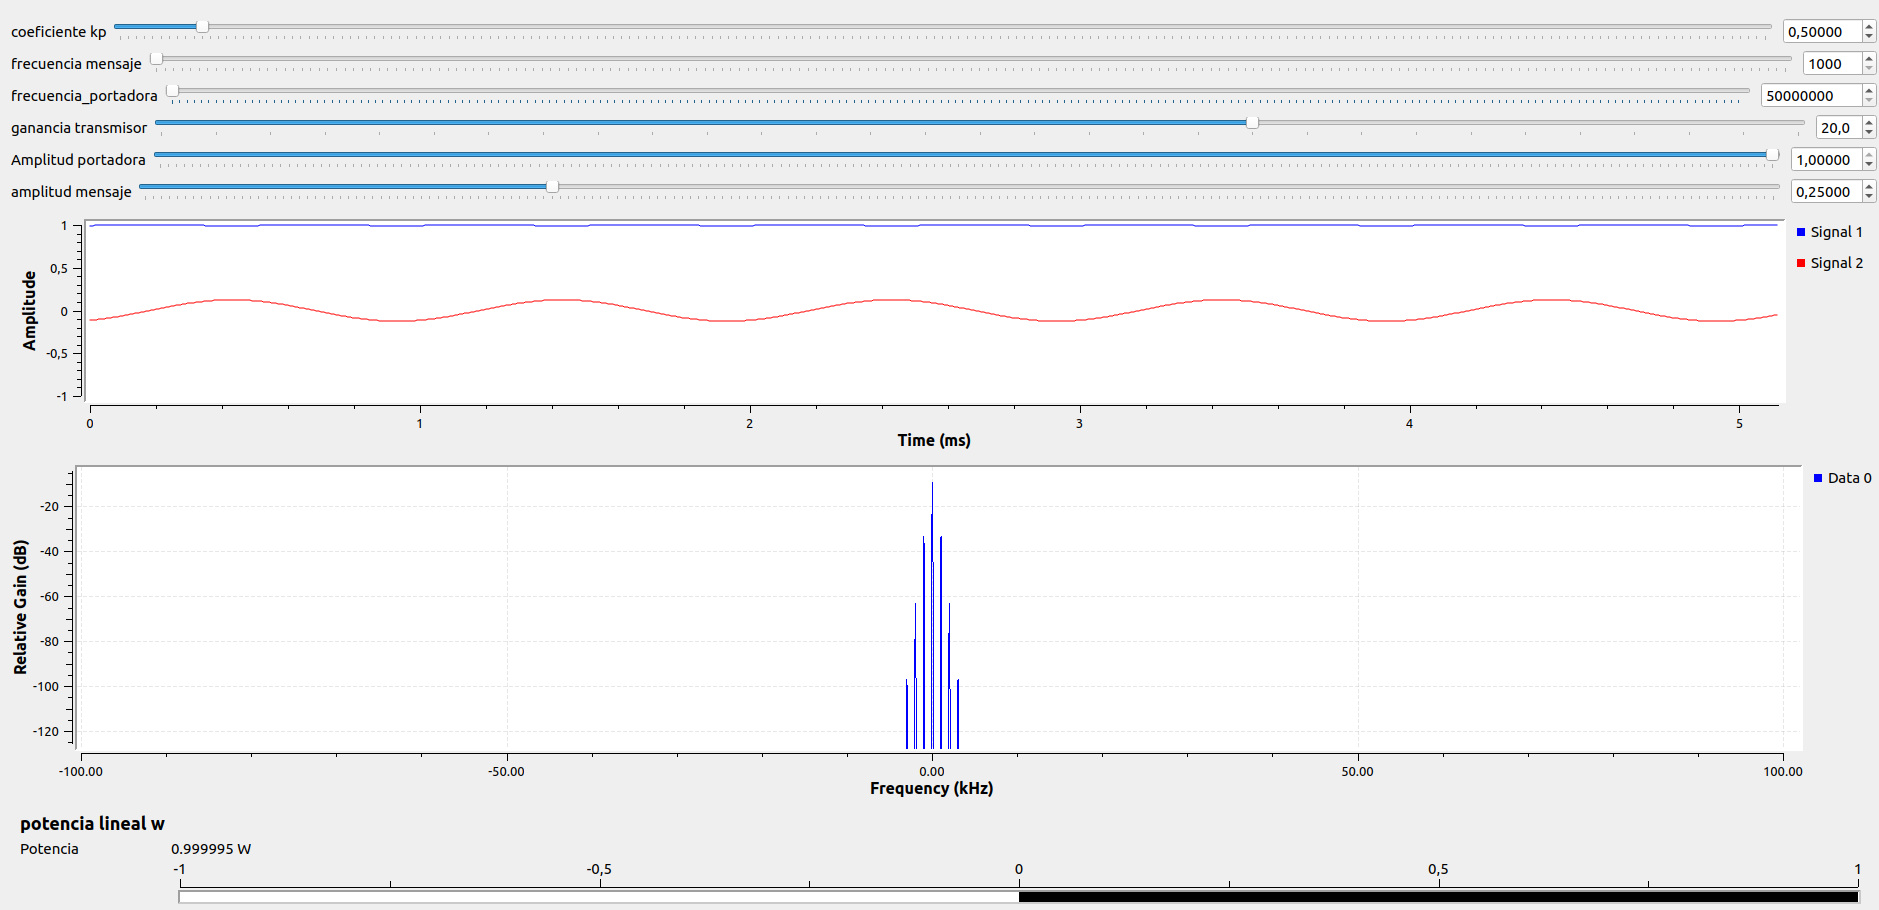 coeficiente kp 0,50000
frecuencia mensaje 1000
frecuencia_portadora 50000000
ganancia transmisor 20,0
Amplitud portadora 1,00000
amplitud mensaje 0,25000
Amplitude
1
0,5
0
-0,5
-1
0 1 2 3 4 5
Time (ms)
Signal 1
Signal 2
Relative Gain (dB)
-20
-40
-60
-80
-100
-120
-100.00 -50.00 0.00 50.00 100.00
Frequency (kHz)
Data 0
potencia lineal w
Potencia 0.999995 W
-1 -0,5 0 0,5 1